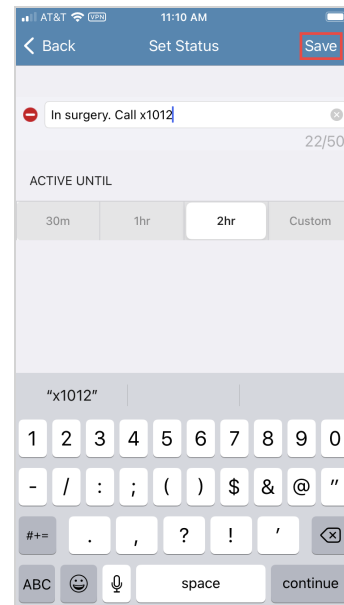 AT&T VPN 11:10 AM
Back Set Status Save
In surgery. Call x1012
22/50
ACTIVE UNTIL
30m 1hr 2hr Custom
“x1012”
1 2 3 4 5 6 7 8 9 0
- / : ; ( ) $ & @ "
#+= . , ? ! ’
ABC space continue